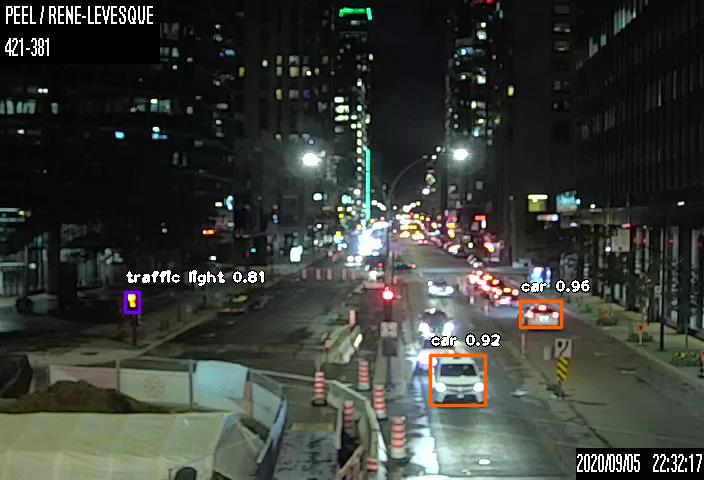 PEEL / RENE-LEVESQUE
421-381
traffic light 0.81
car 0.96
car 0.92
2020/09/05 22:32:17